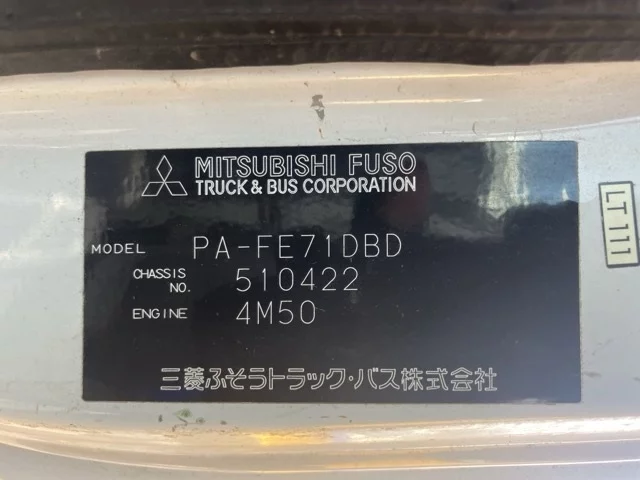 MITSUBISHI FUSO
TRUCK & BUS CORPORATION
MODEL PA-FE71DBD
CHASSIS NO. 510422
ENGINE 4M50
三菱ふそうトラック・バス株式会社
LT111